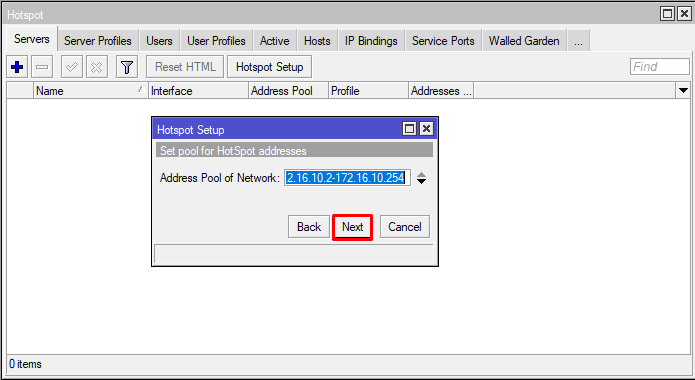 Hotspot
Servers Server Profiles Users User Profiles Active Hosts IP Bindings Service Ports Walled Garden ...
Reset HTML Hotspot Setup Find
Name Interface Address Pool Profile Addresses ...
Hotspot Setup
Set pool for HotSpot addresses
Address Pool of Network: 2.16.10.2-172.16.10.254
Back Next Cancel
0 items